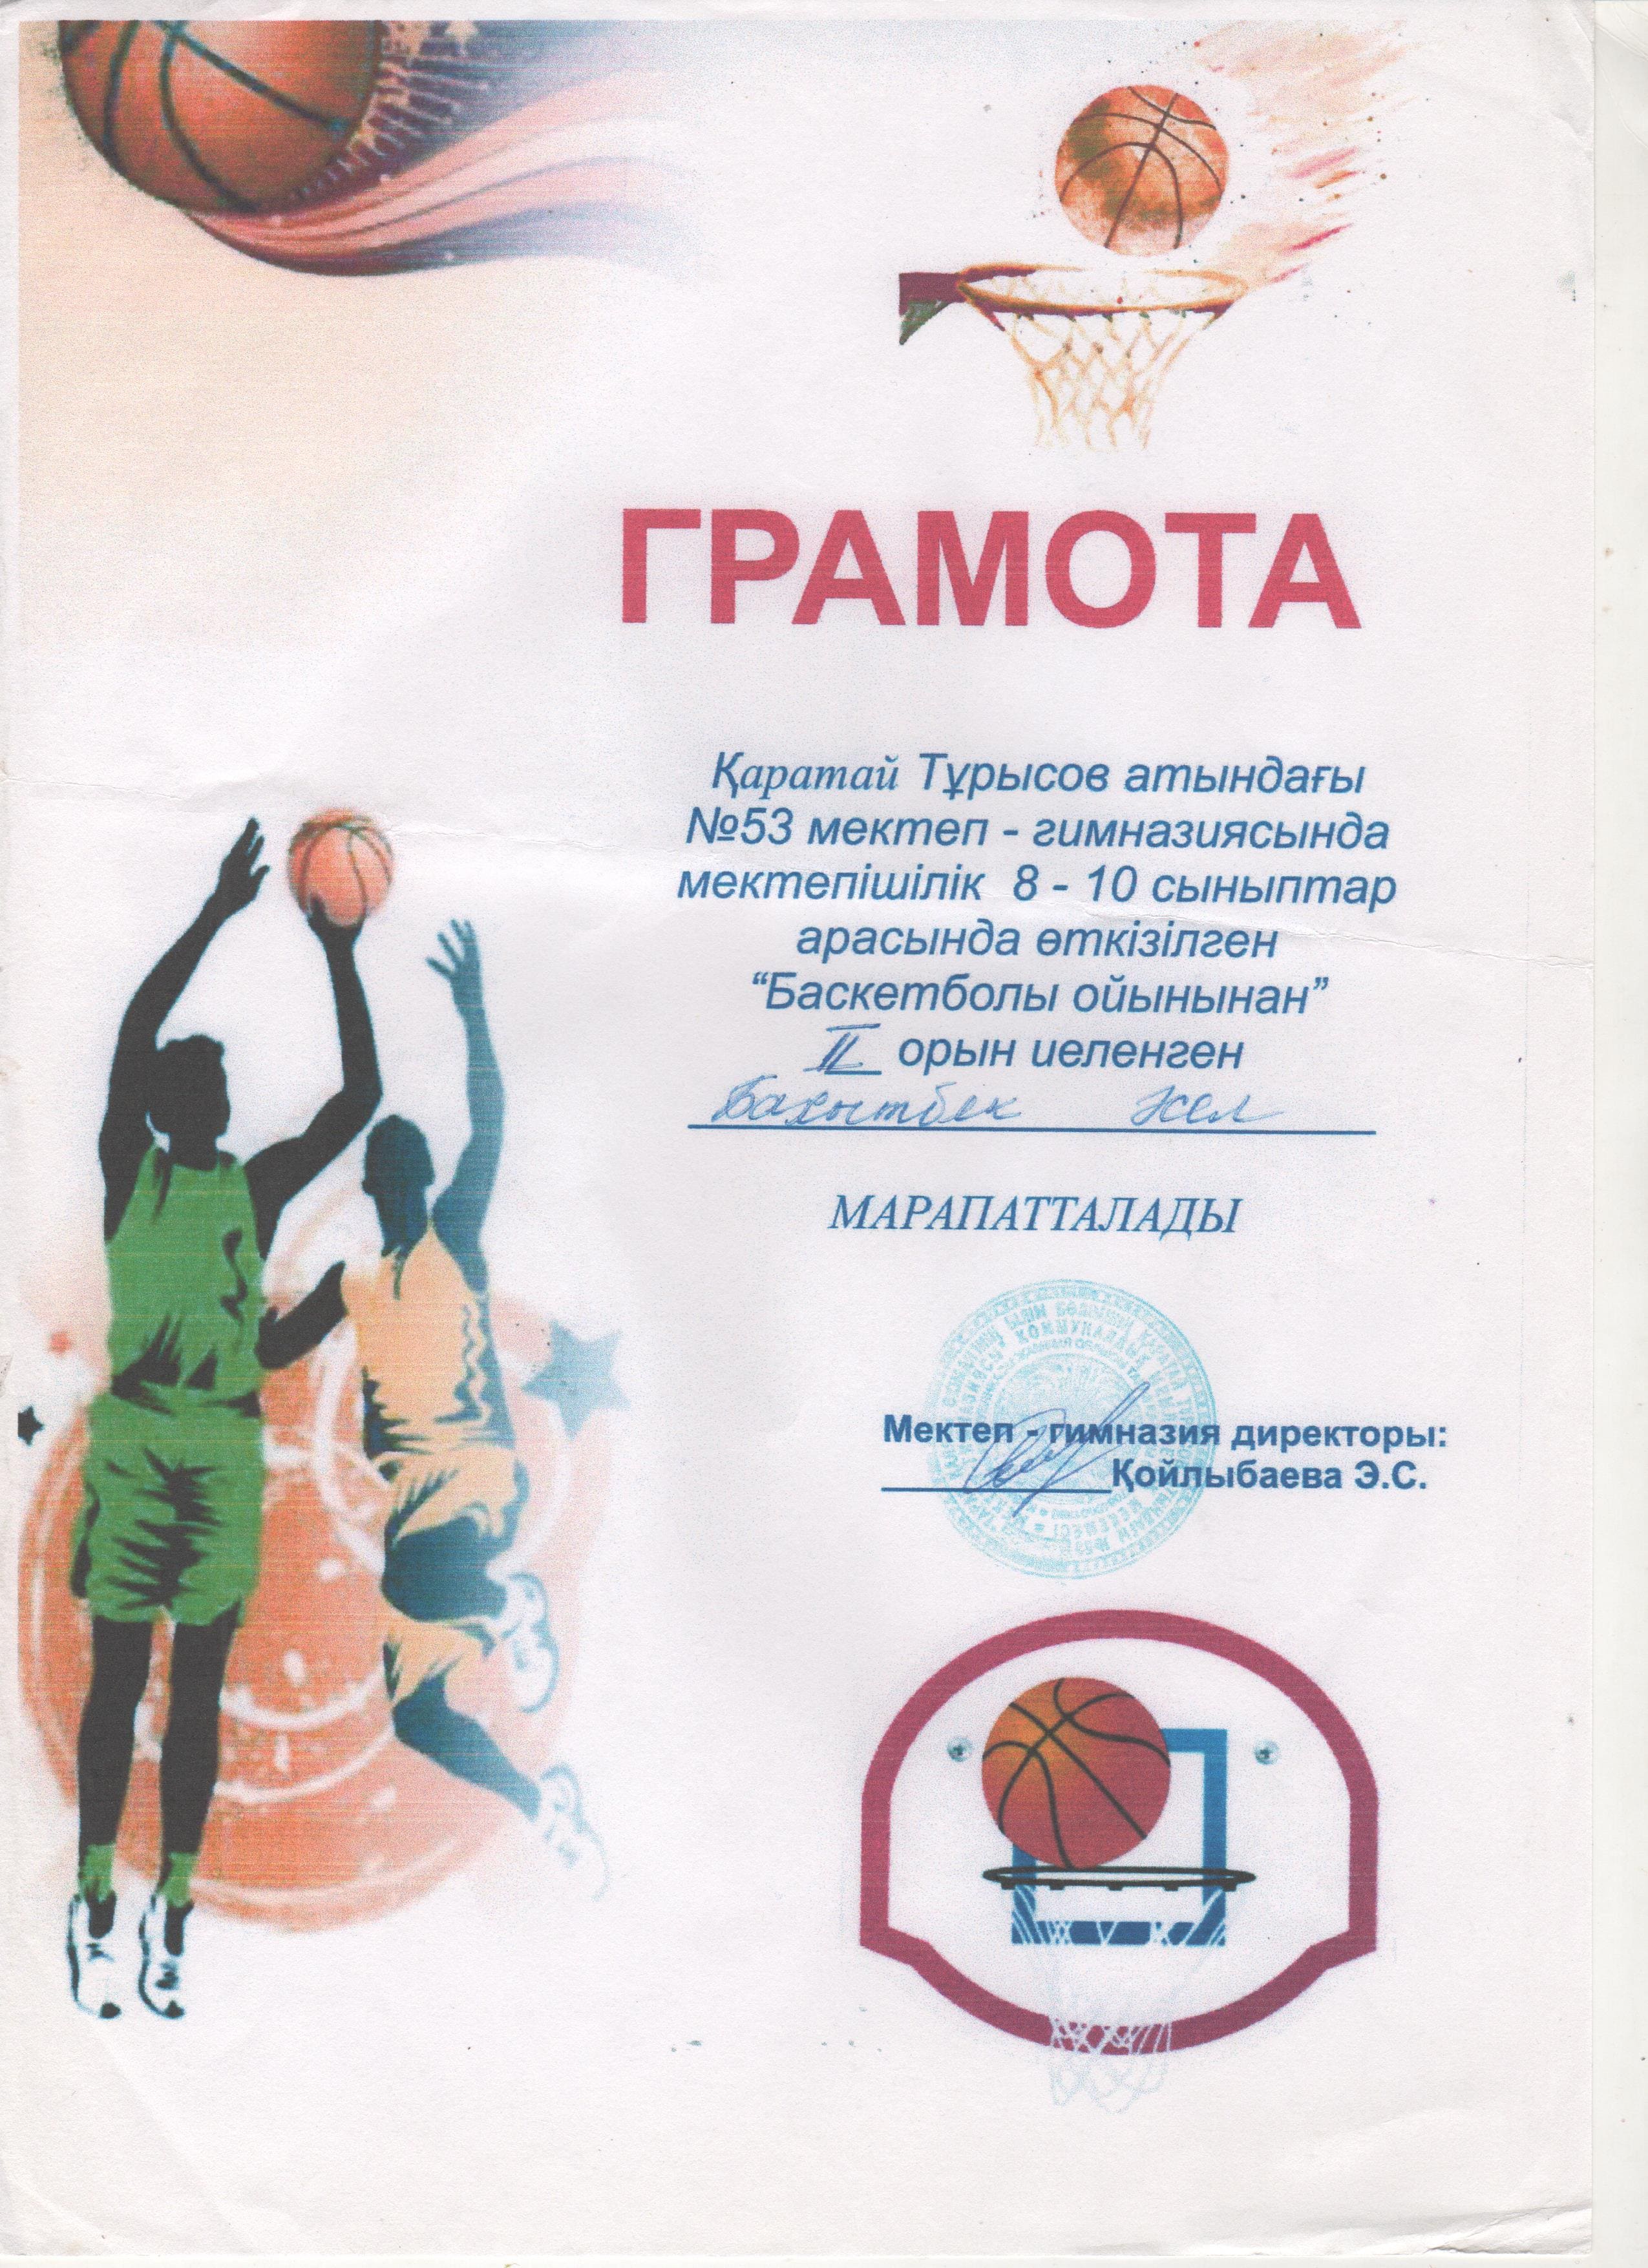 ГРАМОТА
Қаратай Тұрысов атындағы
№53 мектеп - гимназиясында
мектепішілік 8 - 10 сыныптар
арасында өткізілген
“Баскетболы ойынынан”
II орын иеленген
Бахытбек
МАРАПАТТАЛАДЫ
Мектеп - гимназия директоры:
Қойлыбаева Э.С.